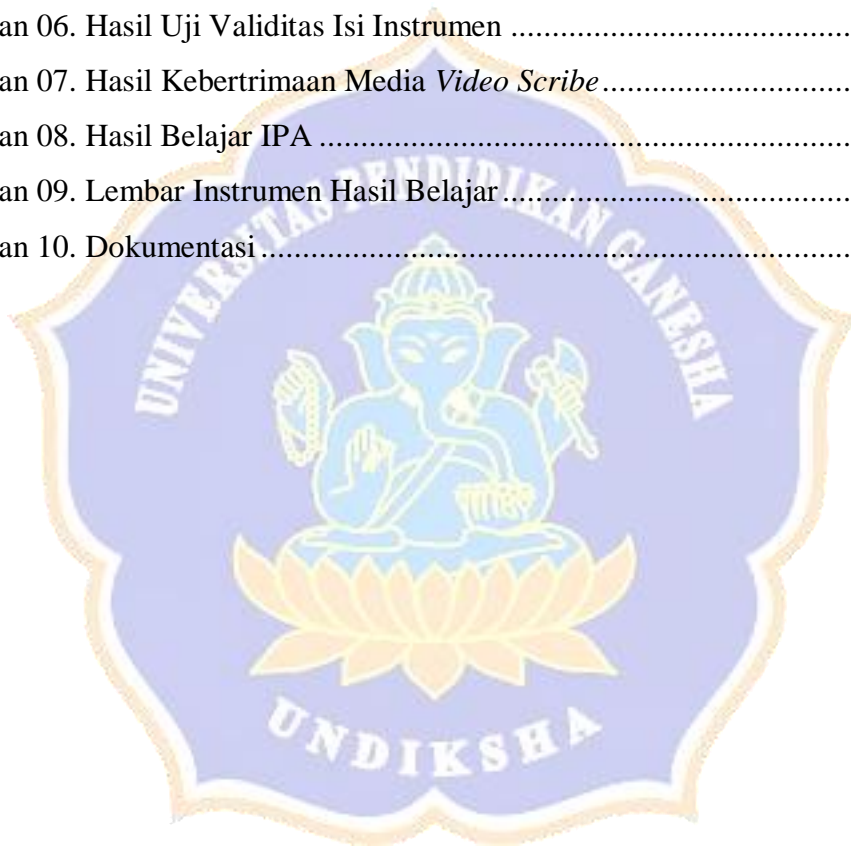 an 06. Hasil Uji Validitas Isi Instrumen ..........................................
an 07. Hasil Kebertrimaan Media Video Scribe ..............................
an 08. Hasil Belajar IPA .................................................................
an 09. Lembar Instrumen Hasil Belajar ...........................................
an 10. Dokumentasi ........................................................................
UNIVERSITAS PENDIDIKAN GANESHA
UNDIKSHA